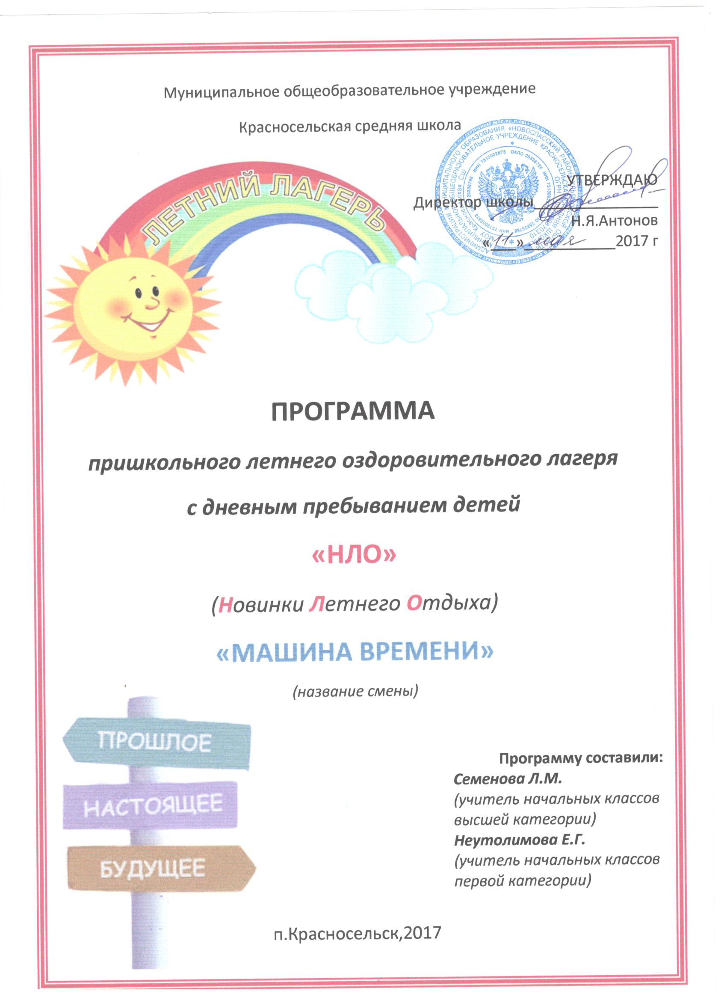 Муниципальное общеобразовательное учреждение
Красносельская средняя школа
ЛЕТНИЙ ЛАГЕРЬ
УТВЕРЖДАЮ
Директор школы
Н.Я.Антонов
«11» мая 2017 г
ПРОГРАММА
пришкольного летнего оздоровительного лагеря
с дневным пребыванием детей
«НЛО»
(Новинки Летнего Отдыха)
«МАШИНА ВРЕМЕНИ»
(название смены)
ПРОШЛОЕ
НАСТОЯЩЕЕ
БУДУЩЕЕ
Программу составили:
Семенова Л.М.
(учитель начальных классов
высшей категории)
Неутолимова Е.Г.
(учитель начальных классов
первой категории)
п.Красносельск,2017